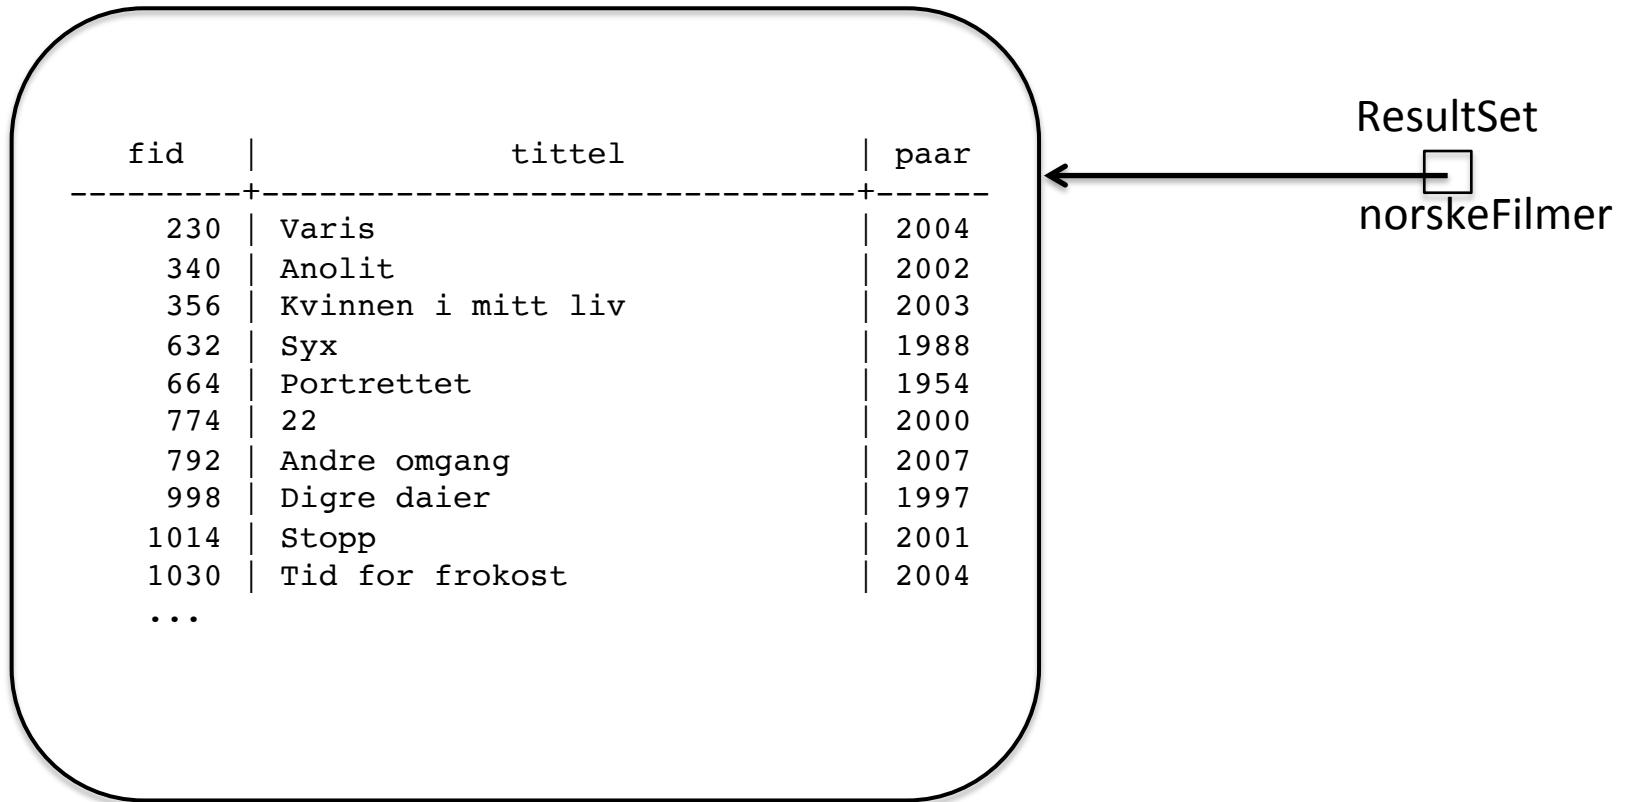 fid | tittel | paar
---------+-------------------------------+------
230 | Varis | 2004
340 | Anolit | 2002
356 | Kvinnen i mitt liv | 2003
632 | Syx | 1988
664 | Portrettet | 1954
774 | 22 | 2000
792 | Andre omgang | 2007
998 | Digre daier | 1997
1014 | Stopp | 2001
1030 | Tid for frokost | 2004
...
ResultSet
norskeFilmer